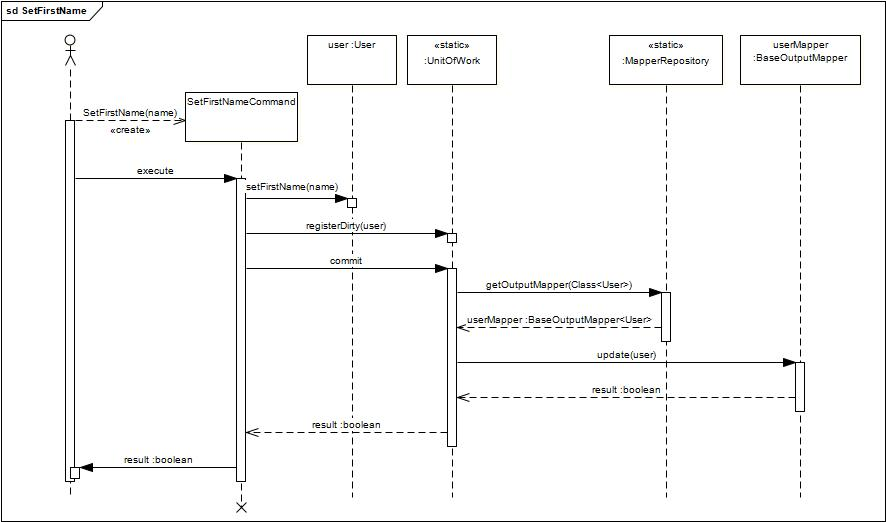 sd SetFirstName
user :User
«static»
:UnitOfWork
«static»
:MapperRepository
userMapper
:BaseOutputMapper
SetFirstNameCommand
SetFirstName(name)
«create»
execute
setFirstName(name)
registerDirty(user)
commit
getOutputMapper(Class<User>)
userMapper :BaseOutputMapper<User>
update(user)
result :boolean
result :boolean
result :boolean